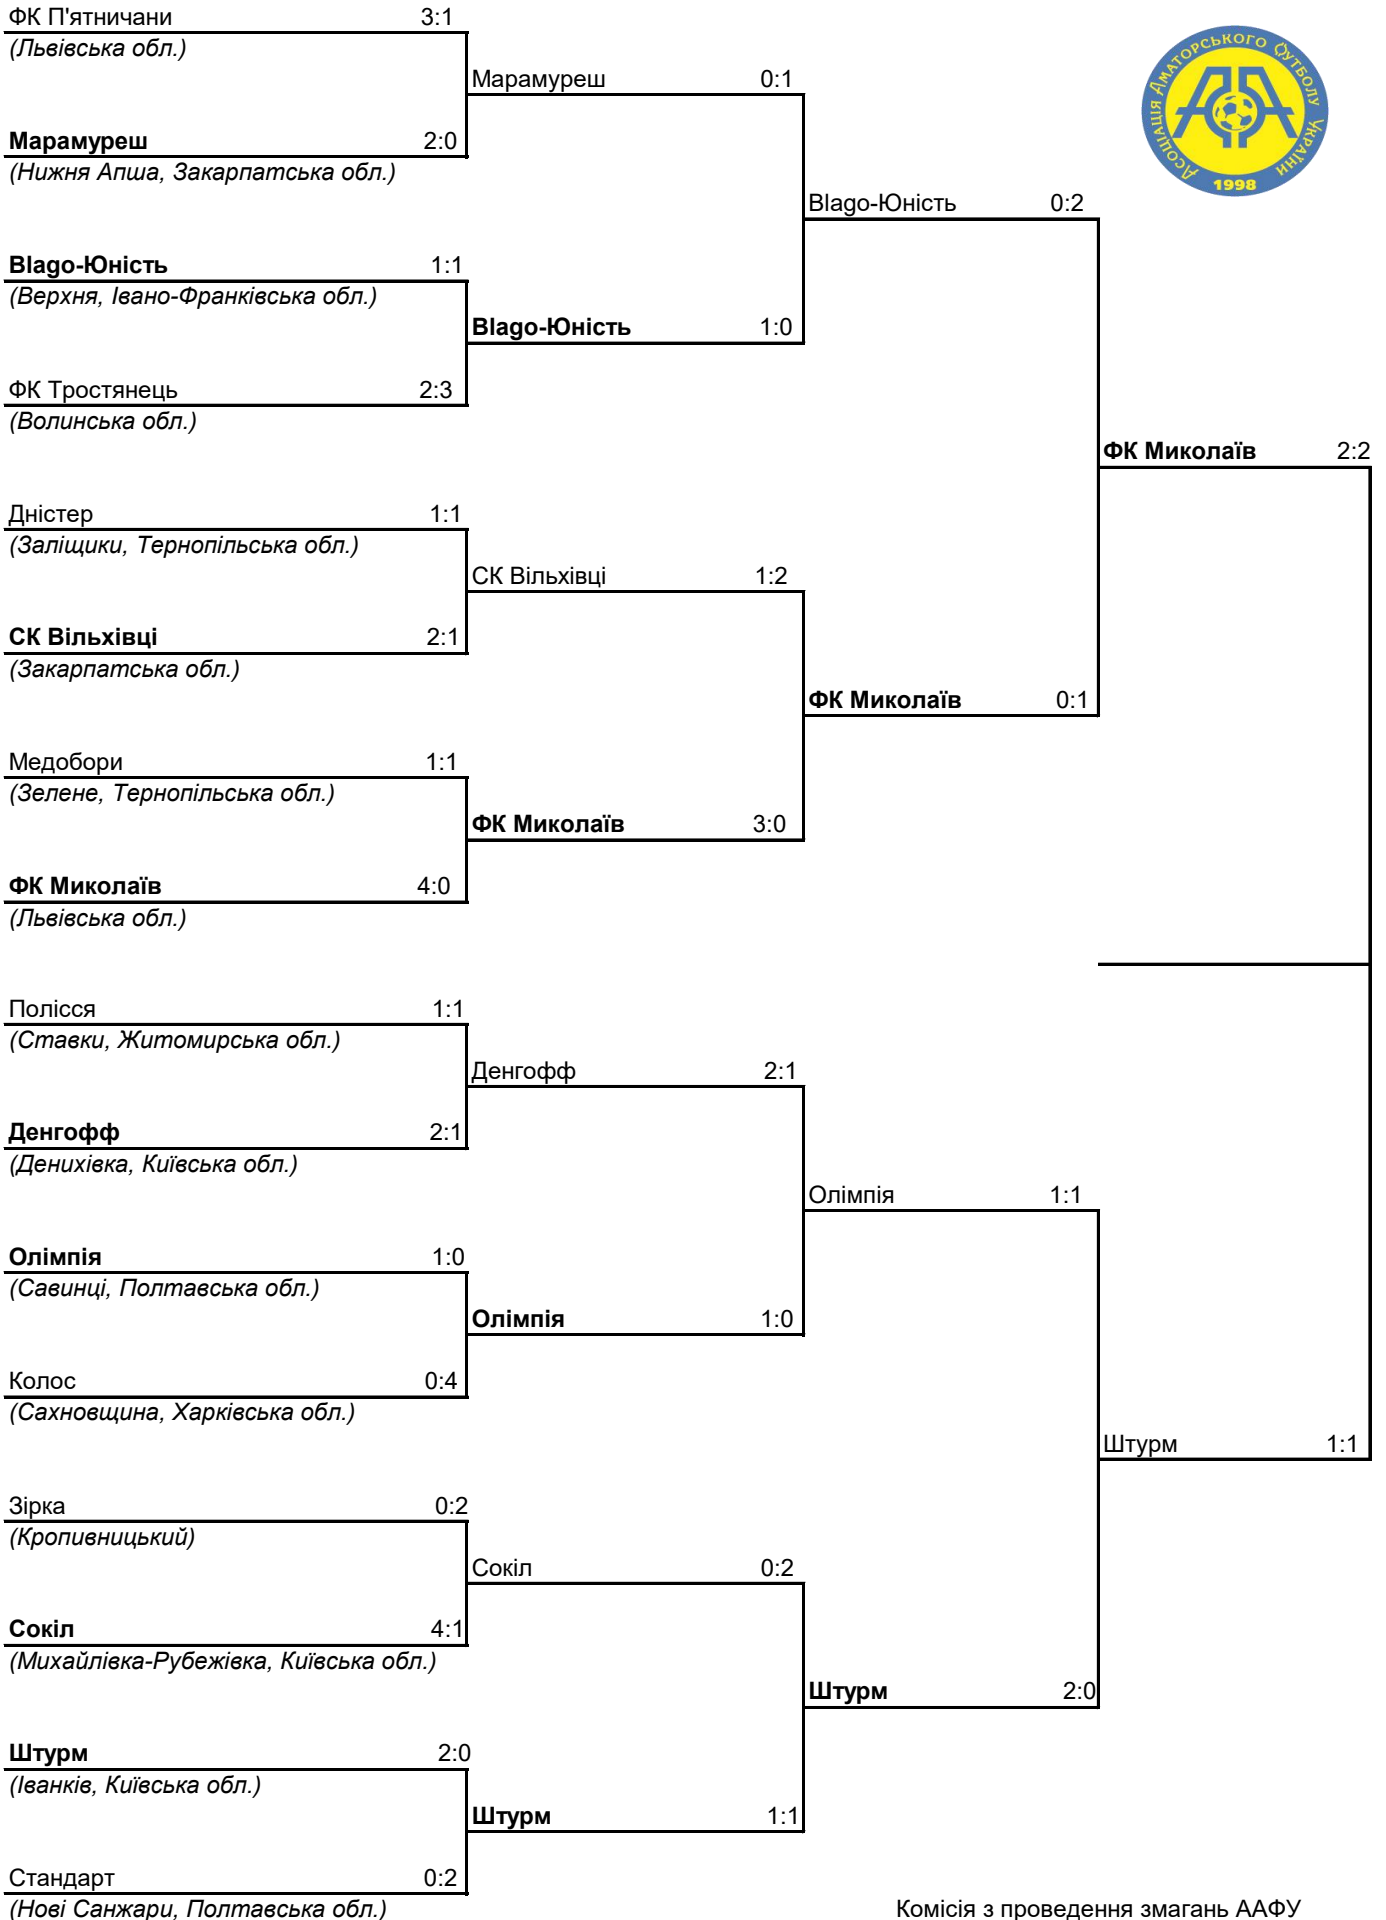 ФК П'ятничани 3:1
(Львівська обл.)
АСОЦІАЦІЯ АМАТОРСЬКОГО ФУТБОЛУ УКРАЇНИ
1998
Марамуреш 0:1
Марамуреш 2:0
(Нижня Апша, Закарпатська обл.)
Blago-Юність 0:2
Blago-Юність 1:1
(Верхня, Івано-Франківська обл.)
Blago-Юність 1:0
ФК Тростянець 2:3
(Волинська обл.)
ФК Миколаїв 2:2
Дністер 1:1
(Заліщики, Тернопільська обл.)
СК Вільхівці 1:2
СК Вільхівці 2:1
(Закарпатська обл.)
ФК Миколаїв 0:1
Медобори 1:1
(Зелене, Тернопільська обл.)
ФК Миколаїв 3:0
ФК Миколаїв 4:0
(Львівська обл.)
Полісся 1:1
(Ставки, Житомирська обл.)
Денгофф 2:1
Денгофф 2:1
(Денихівка, Київська обл.)
Олімпія 1:1
Олімпія 1:0
(Савинці, Полтавська обл.)
Олімпія 1:0
Колос 0:4
(Сахновщина, Харківська обл.)
Штурм 1:1
Зірка 0:2
(Кропивницький)
Сокіл 0:2
Сокіл 4:1
(Михайлівка-Рубежівка, Київська обл.)
Штурм 2:0
Штурм 2:0
(Іванків, Київська обл.)
Штурм 1:1
Стандарт 0:2
(Нові Санжари, Полтавська обл.)
Комісія з проведення змагань ААФУ